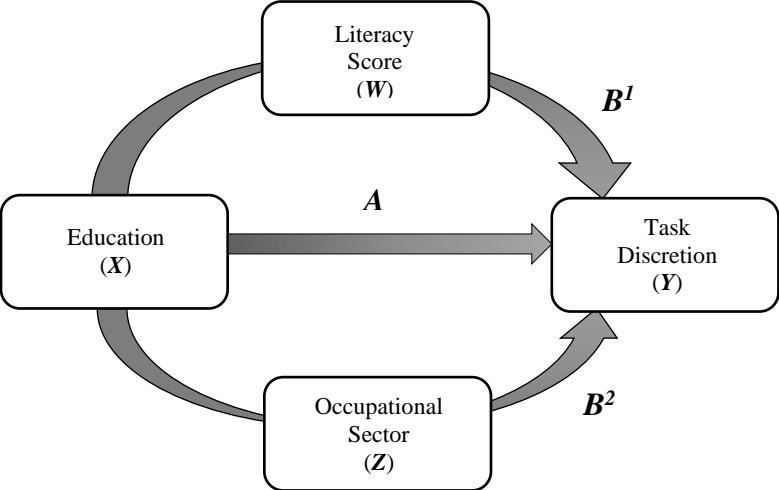 Literacy
Score
(W)
B¹
A
Education
(X)
Task
Discretion
(Y)
Occupational
Sector
(Z)
B²